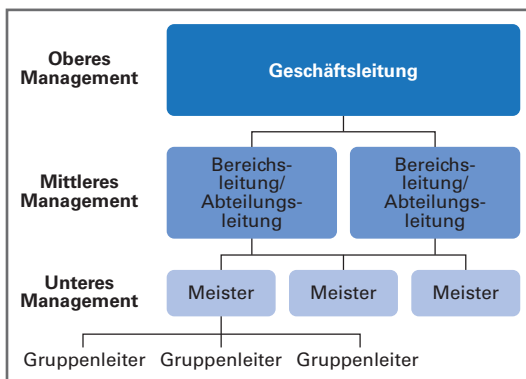 Oberes
Management
Geschäftsleitung
Mittleres
Management
Bereichs-
leitung/
Abteilungs-
leitung
Bereichs-
leitung/
Abteilungs-
leitung
Unteres
Management
Meister
Meister
Meister
Gruppenleiter
Gruppenleiter
Gruppenleiter